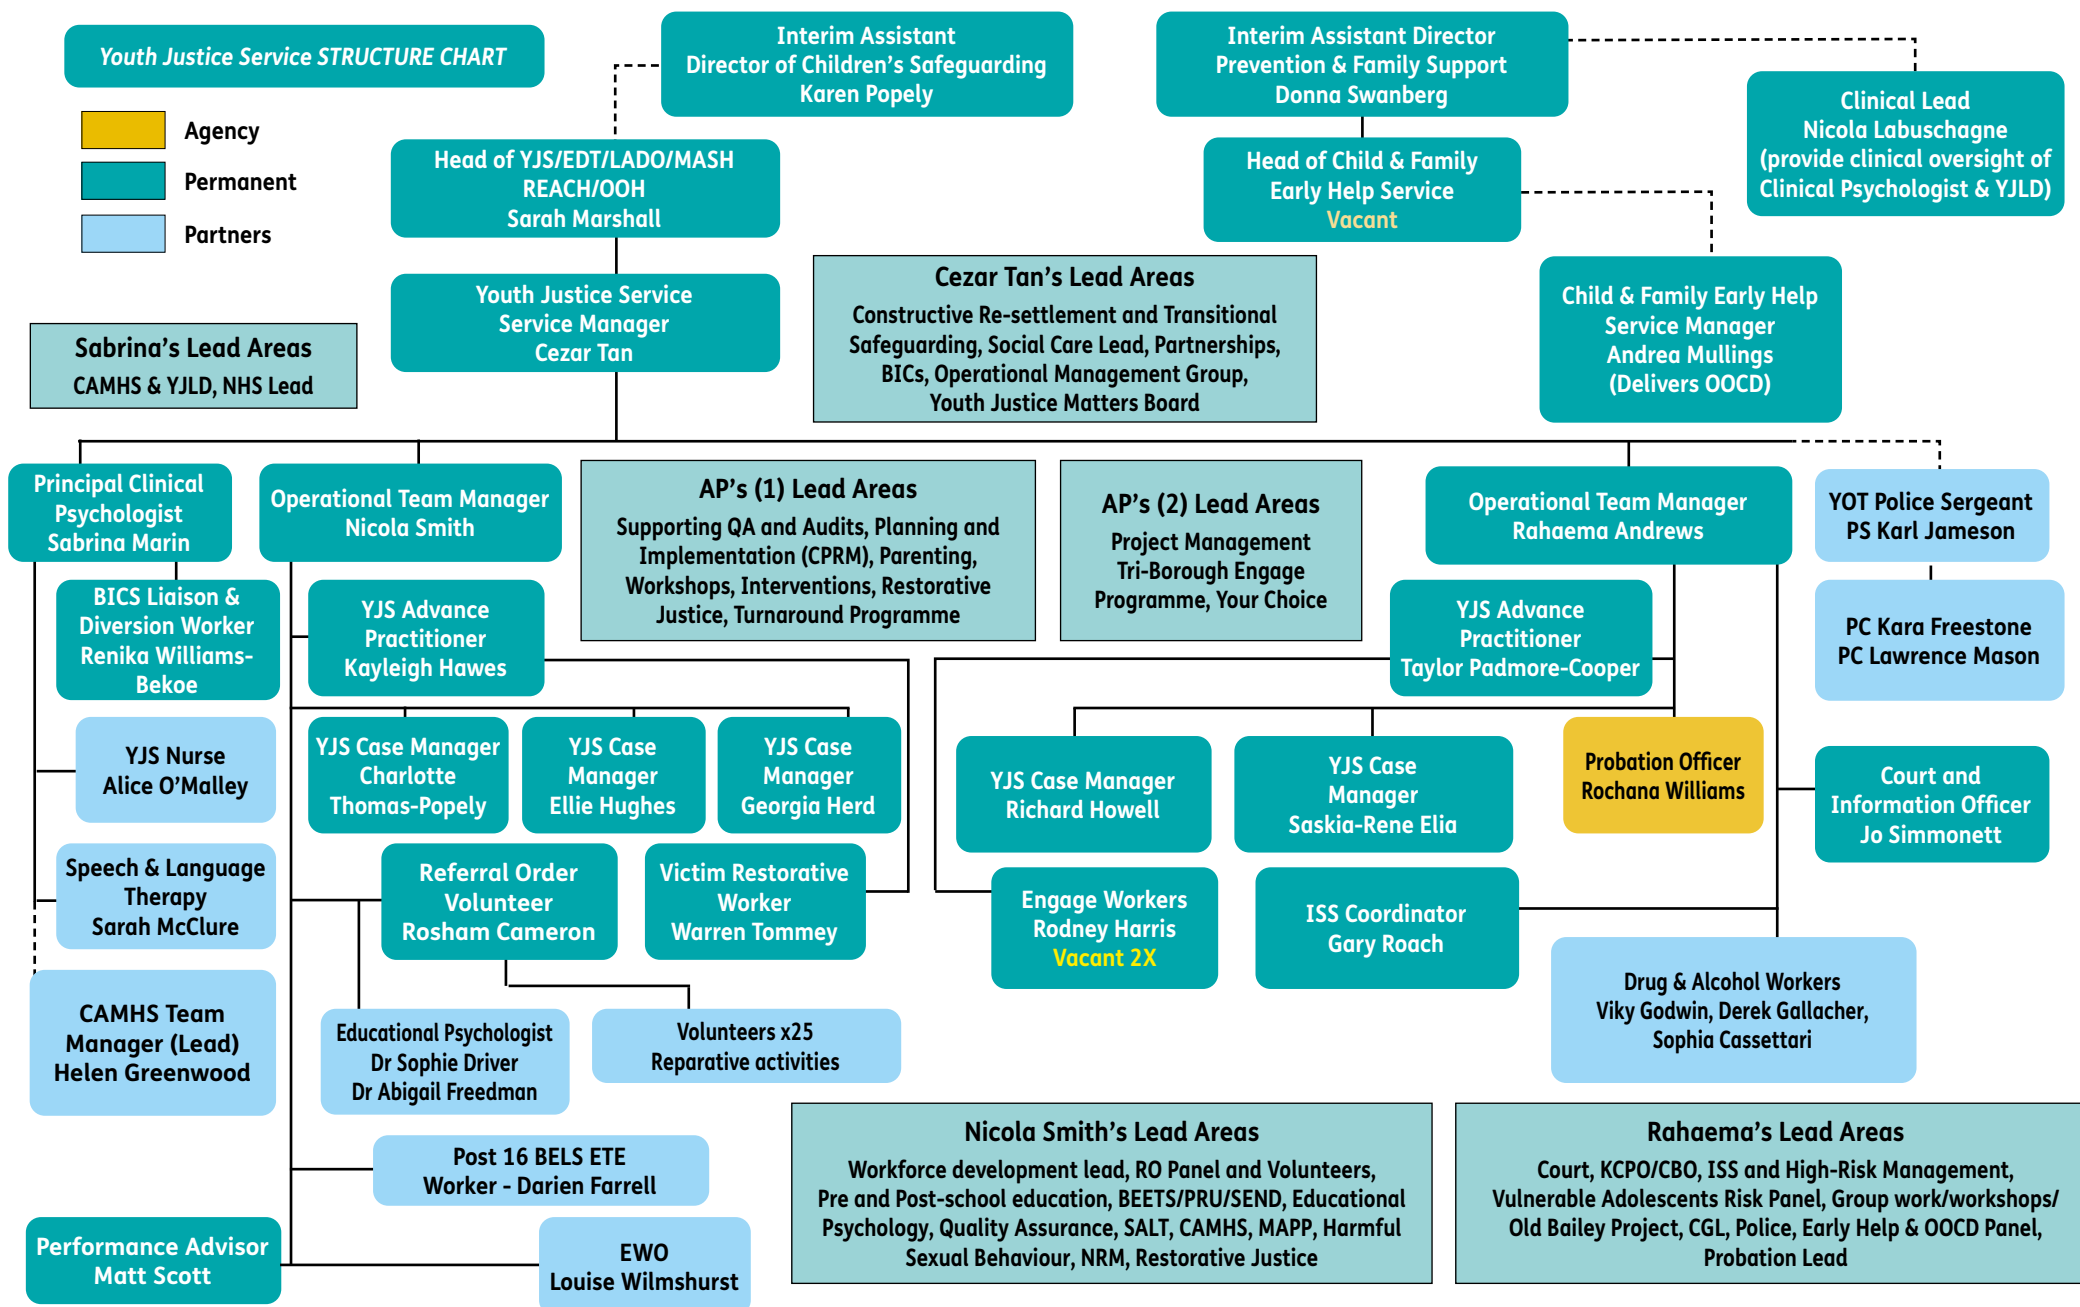 Youth Justice Service STRUCTURE CHART
Agency
Permanent
Partners
Interim Assistant
Director of Children's Safeguarding
Karen Popely
Interim Assistant Director
Prevention & Family Support
Donna Swanberg
Clinical Lead
Nicola Labuschagne
(provide clinical oversight of
Clinical Psychologist & YJLD)
Head of YJS/EDT/LADO/MASH
REACH/OOH
Sarah Marshall
Head of Child & Family
Early Help Service
Vacant
Youth Justice Service
Service Manager
Cezar Tan
Cezar Tan's Lead Areas
Constructive Re-settlement and Transitional
Safeguarding, Social Care Lead, Partnerships,
BICs, Operational Management Group,
Youth Justice Matters Board
Child & Family Early Help
Service Manager
Andrea Mullings
(Delivers OOCD)
Sabrina's Lead Areas
CAMHS & YJLD, NHS Lead
Principal Clinical
Psychologist
Sabrina Marin
Operational Team Manager
Nicola Smith
AP's (1) Lead Areas
Supporting QA and Audits, Planning and
Implementation (CPRM), Parenting,
Workshops, Interventions, Restorative
Justice, Turnaround Programme
AP's (2) Lead Areas
Project Management
Tri-Borough Engage
Programme, Your Choice
Operational Team Manager
Rahaema Andrews
YOT Police Sergeant
PS Karl Jameson
BICS Liaison &
Diversion Worker
Renika Williams-
Bekoe
YJS Advance
Practitioner
Kayleigh Hawes
YJS Advance
Practitioner
Taylor Padmore-Cooper
PC Kara Freestone
PC Lawrence Mason
YJS Nurse
Alice O'Malley
YJS Case Manager
Charlotte
Thomas-Popely
YJS Case
Manager
Ellie Hughes
YJS Case
Manager
Georgia Herd
YJS Case Manager
Richard Howell
YJS Case
Manager
Saskia-Rene Elia
Probation Officer
Rochana Williams
Court and
Information Officer
Jo Simmonett
Speech & Language
Therapy
Sarah McClure
Referral Order
Volunteer
Rosham Cameron
Victim Restorative
Worker
Warren Tommey
Engage Workers
Rodney Harris
Vacant 2X
ISS Coordinator
Gary Roach
Drug & Alcohol Workers
Viky Godwin, Derek Gallacher,
Sophia Cassettari
CAMHS Team
Manager (Lead)
Helen Greenwood
Educational Psychologist
Dr Sophie Driver
Dr Abigail Freedman
Volunteers x25
Reparative activities
Post 16 BELS ETE
Worker - Darien Farrell
Performance Advisor
Matt Scott
EWO
Louise Wilmshurst
Nicola Smith's Lead Areas
Workforce development lead, RO Panel and Volunteers,
Pre and Post-school education, BEETS/PRU/SEND, Educational
Psychology, Quality Assurance, SALT, CAMHS, MAPP, Harmful
Sexual Behaviour, NRM, Restorative Justice
Rahaema's Lead Areas
Court, KCPO/CBO, ISS and High-Risk Management,
Vulnerable Adolescents Risk Panel, Group work/workshops/
Old Bailey Project, CGL, Police, Early Help & OOCD Panel,
Probation Lead